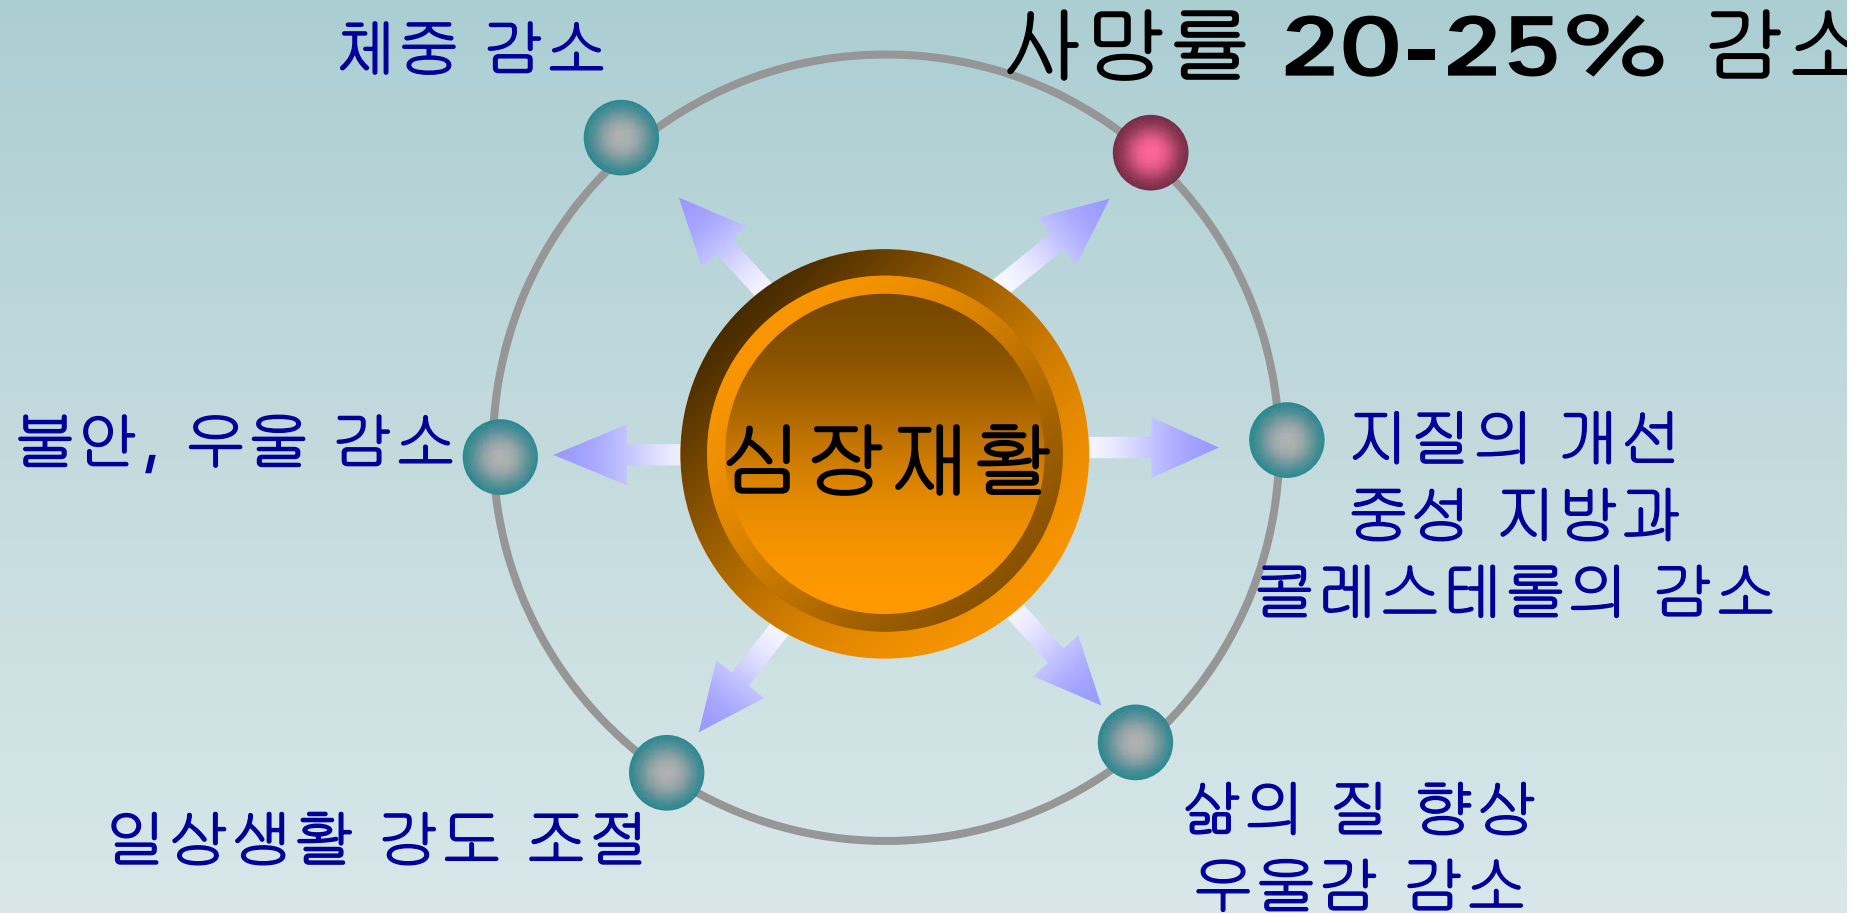 체중 감소
사망률 20-25% 감소
불안, 우울 감소
심장재활
지질의 개선
중성 지방과
콜레스테롤의 감소
일상생활 강도 조절
삶의 질 향상
우울감 감소